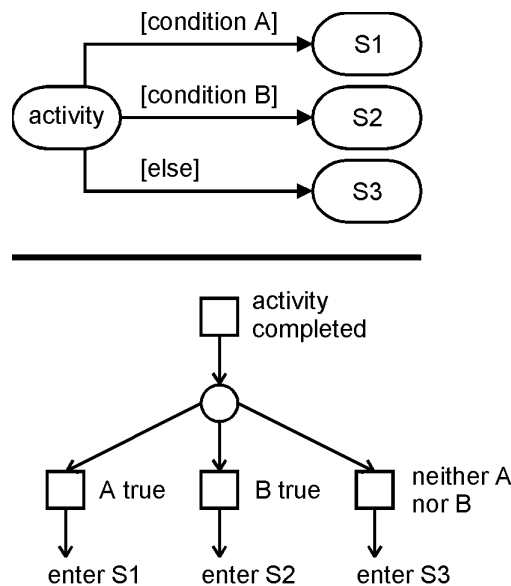 [condition A]
S1
activity
[condition B]
S2
[else]
S3
activity
completed
A true
B true
neither A
nor B
enter S1
enter S2
enter S3